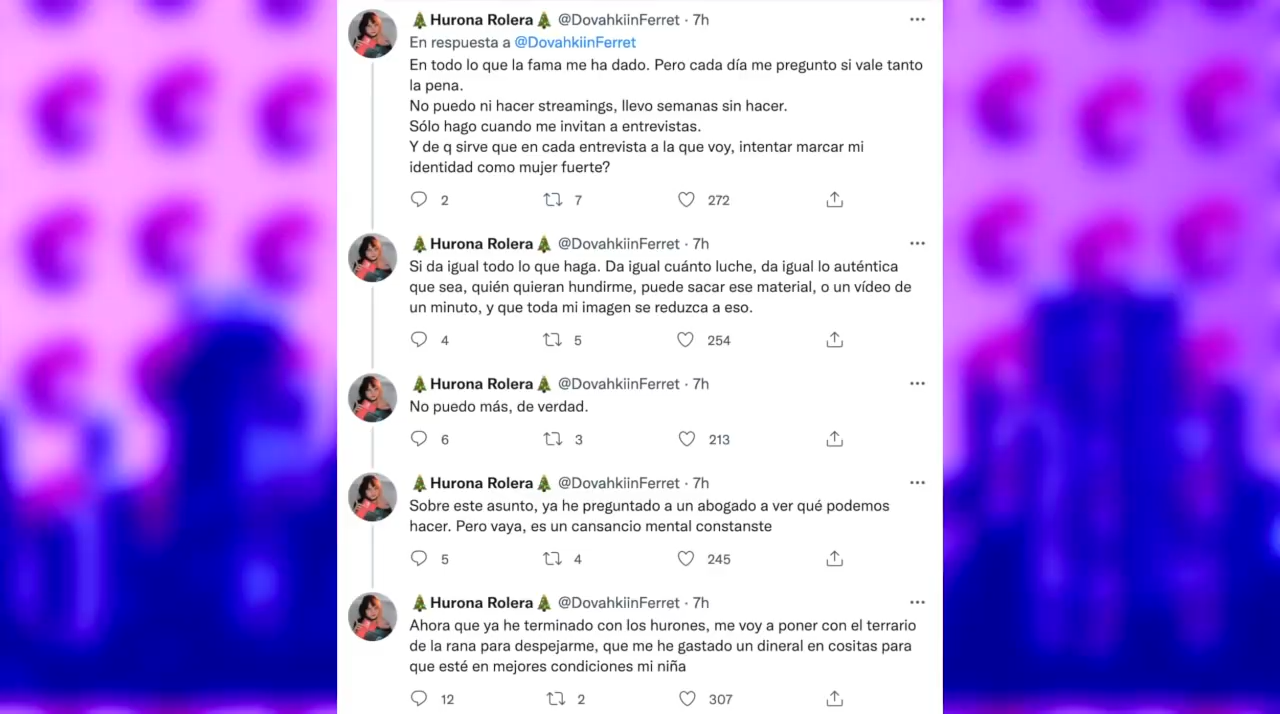 🎄Hurona Rolera🎄 @DovahkiinFerret · 7h
En respuesta a @DovahkiinFerret
En todo lo que la fama me ha dado. Pero cada día me pregunto si vale tanto
la pena.
No puedo ni hacer streamings, llevo semanas sin hacer.
Sólo hago cuando me invitan a entrevistas.
Y de q sirve que en cada entrevista a la que voy, intentar marcar mi
identidad como mujer fuerte?
2 7 272
🎄Hurona Rolera🎄 @DovahkiinFerret · 7h
Si da igual todo lo que haga. Da igual cuánto luche, da igual lo auténtica
que sea, quién quieran hundirme, puede sacar ese material, o un vídeo de
un minuto, y que toda mi imagen se reduzca a eso.
4 5 254
🎄Hurona Rolera🎄 @DovahkiinFerret · 7h
No puedo más, de verdad.
6 3 213
🎄Hurona Rolera🎄 @DovahkiinFerret · 7h
Sobre este asunto, ya he preguntado a un abogado a ver qué podemos
hacer. Pero vaya, es un cansancio mental constanste
5 4 245
🎄Hurona Rolera🎄 @DovahkiinFerret · 7h
Ahora que ya he terminado con los hurones, me voy a poner con el terrario
de la rana para despejarme, que me he gastado un dineral en cositas para
que esté en mejores condiciones mi niña
12 2 307